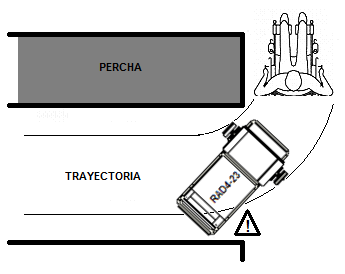 PERCHA
TRAYECTORIA
RAD4-23
!